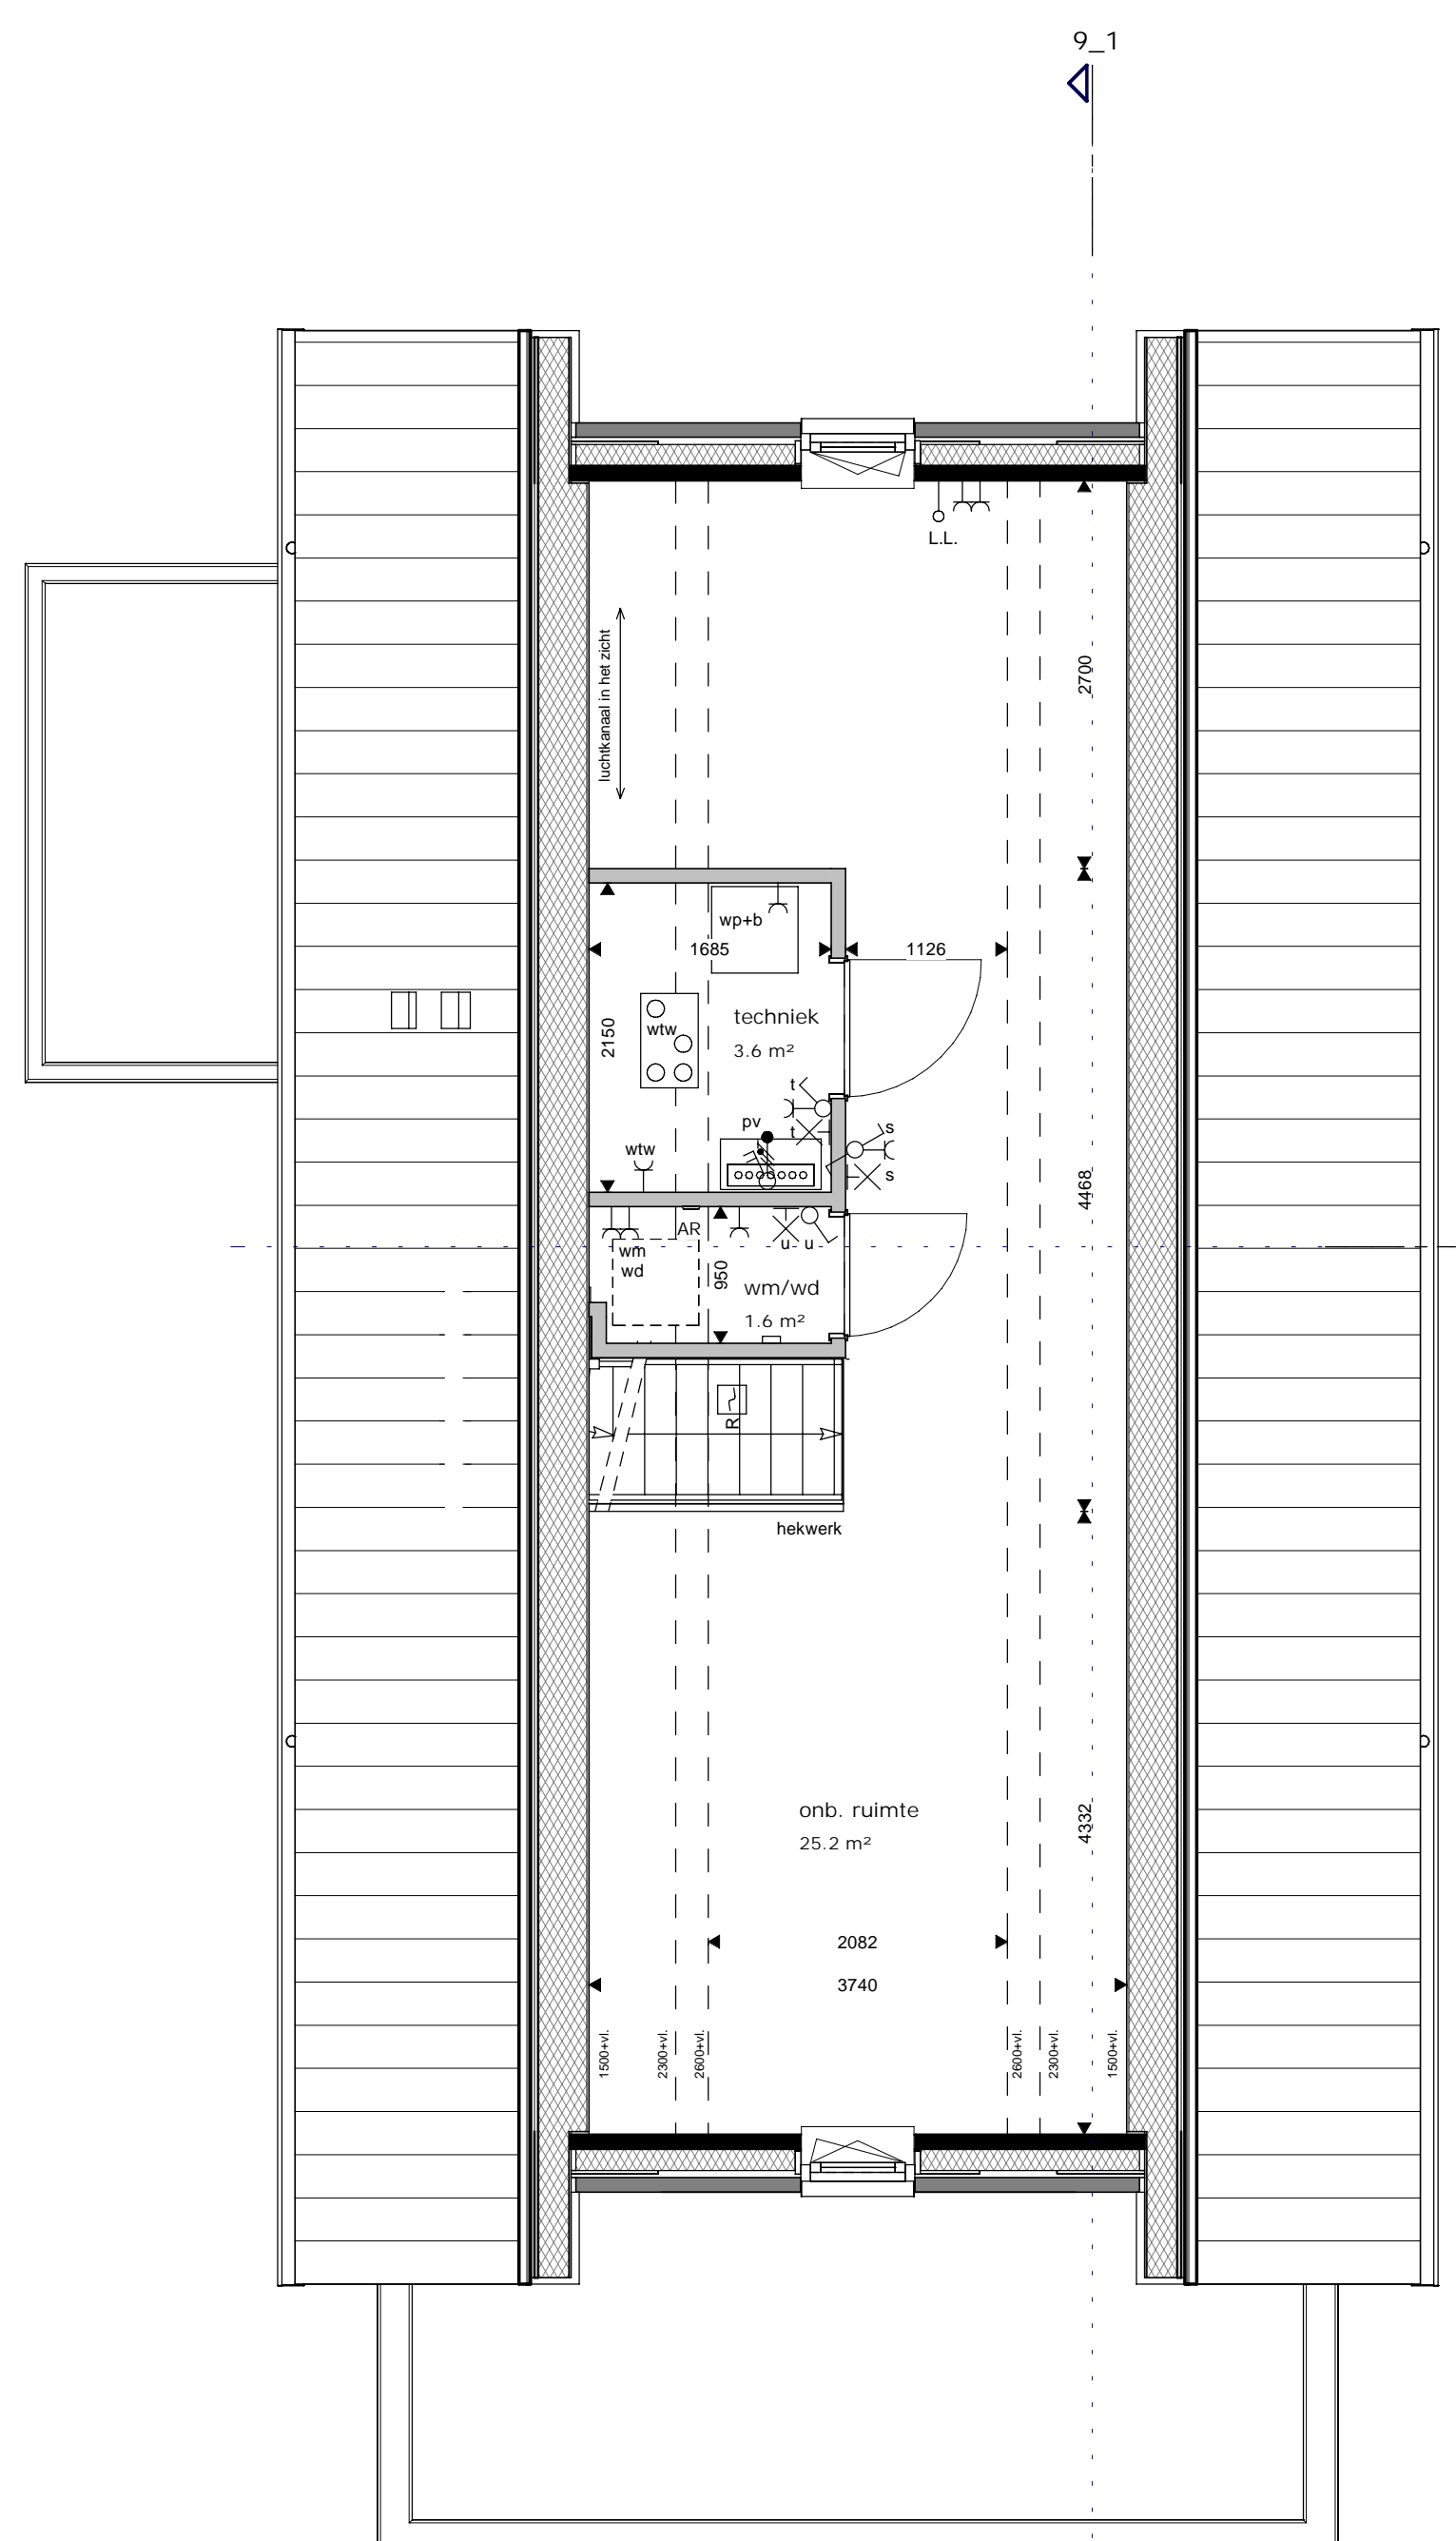 9_1
L.L.
luchtkanaal in het zicht
2700
wp+b
1685
1126
techniek
3.6 m²
wtw
2150
t
pv
t
s
wtw
s
4468
AR
wm
wd
u u
950
wm/wd
1.6 m²
R
hekwerk
onb. ruimte
25.2 m²
4332
2082
3740
1500+vl.
2300+vl.
2600+vl.
2600+vl.
2300+vl.
1500+vl.